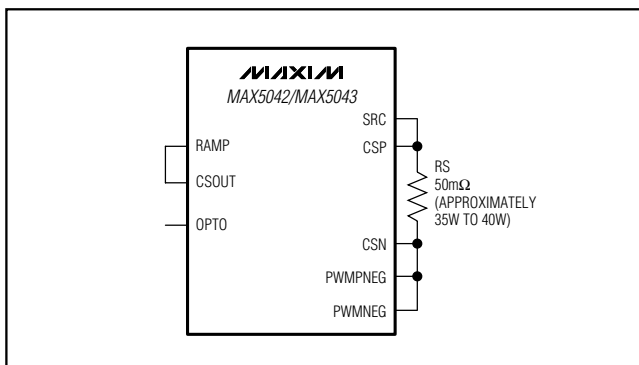 MAXIM
MAX5042/MAX5043
SRC
RAMP
CSP
RS
50mΩ
(APPROXIMATELY
35W TO 40W)
CSOUT
OPTO
CSN
PWMPNEG
PWMNEG